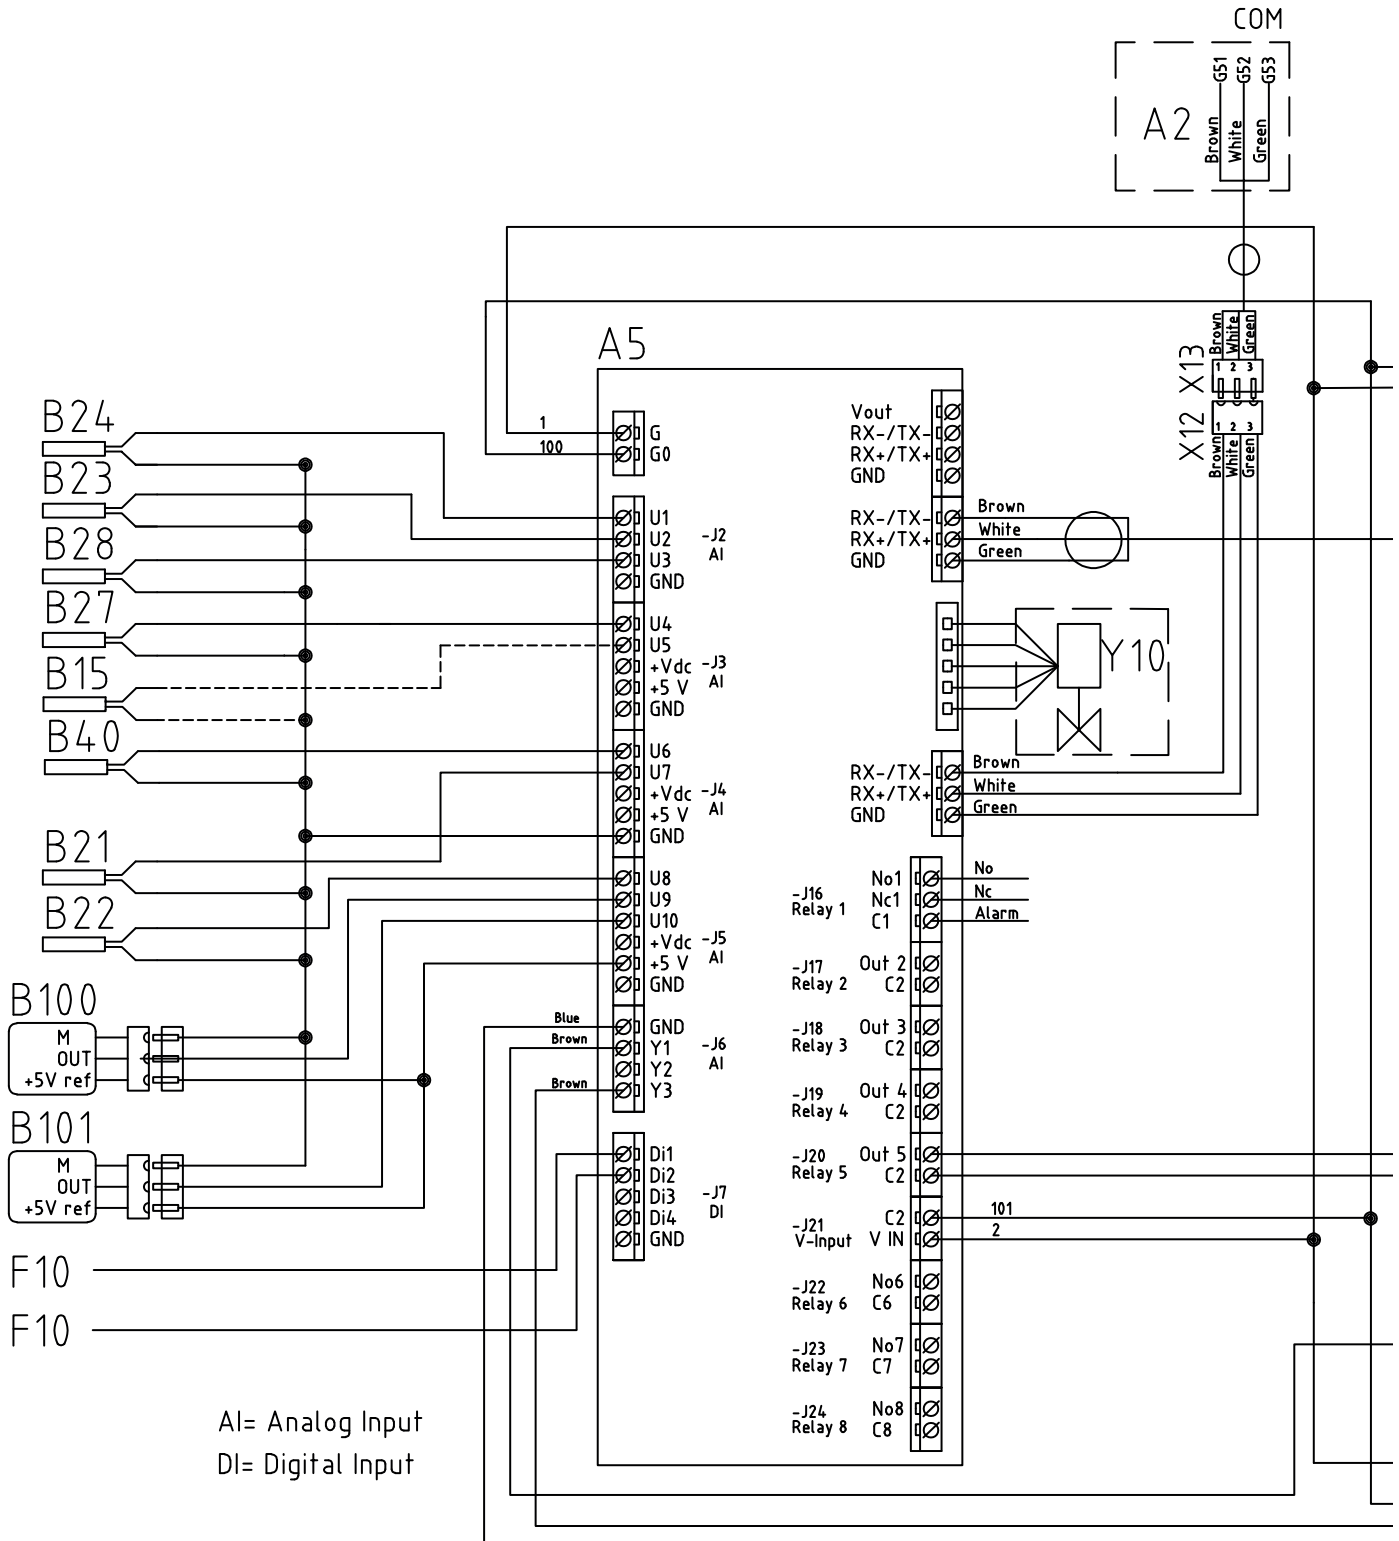 COM
G51
G52
G53
A2
Brown
White
Green
A5
X13
Brown
White
Green
1 2 3
X12
1 2 3
Brown
White
Green
B24
B23
B28
B27
B15
B40
B21
B22
B100
M
OUT
+5V ref
B101
M
OUT
+5V ref
F10
F10
1
100
G
G0
U1
U2
U3
GND
-J2
AI
U4
U5
+Vdc
+5 V
GND
-J3
AI
U6
U7
+Vdc
+5 V
GND
-J4
AI
U8
U9
U10
+Vdc
+5 V
GND
-J5
AI
Blue
Brown
Brown
GND
Y1
Y2
Y3
-J6
AI
Di1
Di2
Di3
Di4
GND
-J7
DI
Vout
RX-/TX-
RX+/TX+
GND
RX-/TX-
RX+/TX+
GND
Brown
White
Green
Y10
RX-/TX-
RX+/TX+
GND
Brown
White
Green
-J16
Relay 1
No1
Nc1
C1
No
Nc
Alarm
-J17
Relay 2
Out 2
C2
-J18
Relay 3
Out 3
C2
-J19
Relay 4
Out 4
C2
-J20
Relay 5
Out 5
C2
-J21
V-Input
C2
V IN
101
2
-J22
Relay 6
No6
C6
-J23
Relay 7
No7
C7
-J24
Relay 8
No8
C8
AI= Analog Input
DI= Digital Input